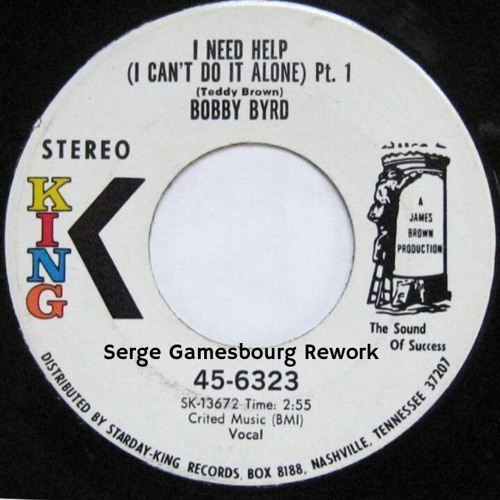 I NEED HELP
(I CAN'T DO IT ALONE) Pt. 1
(Teddy Brown)
BOBBY BYRD
STEREO
KING
K
A
JAMES
BROWN
PRODUCTION
The Sound
Of Success
Serge Gamesbourg Rework
45-6323
SK-13672 Time: 2:55
Crited Music (BMI)
Vocal
DISTRIBUTED BY STARDAY-KING RECORDS, BOX 8188, NASHVILLE, TENNESSEE 37207